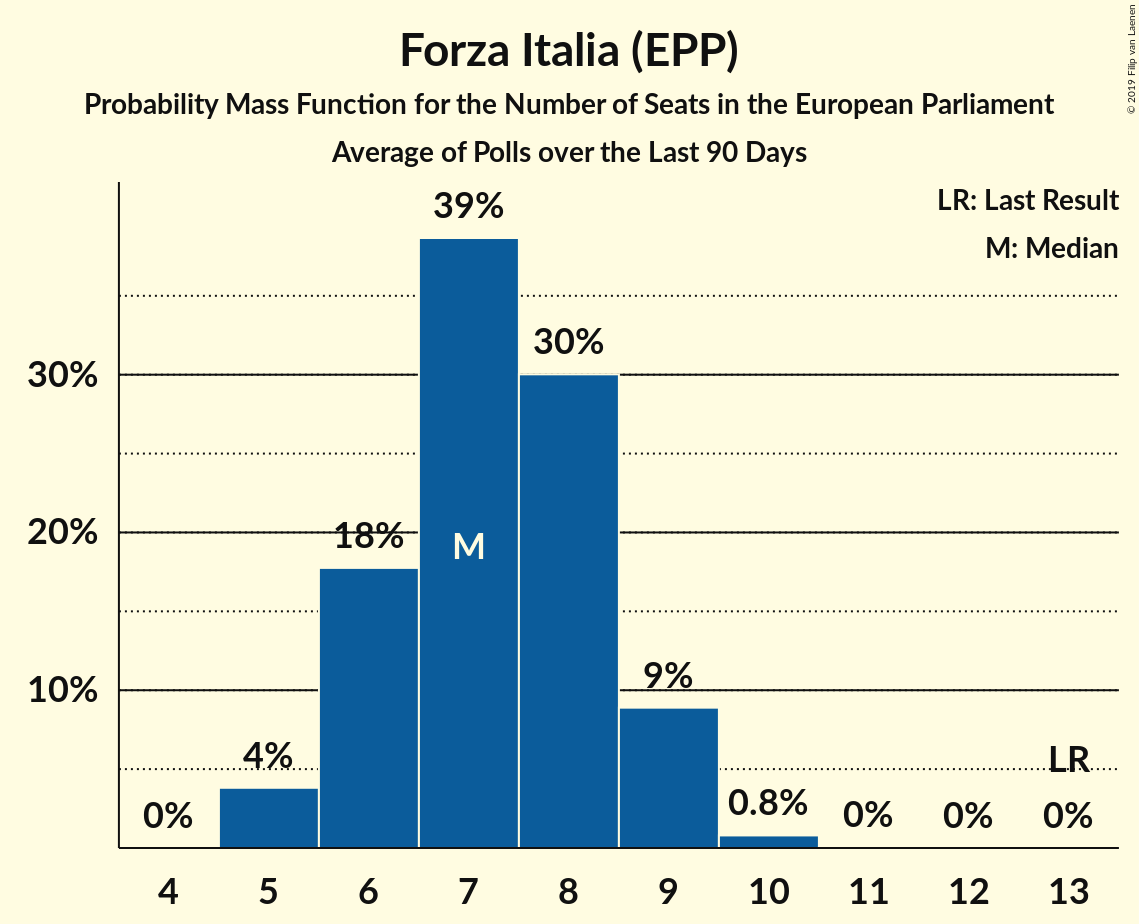 Forza Italia (EPP)
Probability Mass Function for the Number of Seats in the European Parliament
Average of Polls over the Last 90 Days
© 2019 Filip van Laenen
LR: Last Result
M: Median
39%
30%
18%
M
9%
4%
0%
0.8%
0%
0%
LR
0%
30%
20%
10%
4 5 6 7 8 9 10 11 12 13